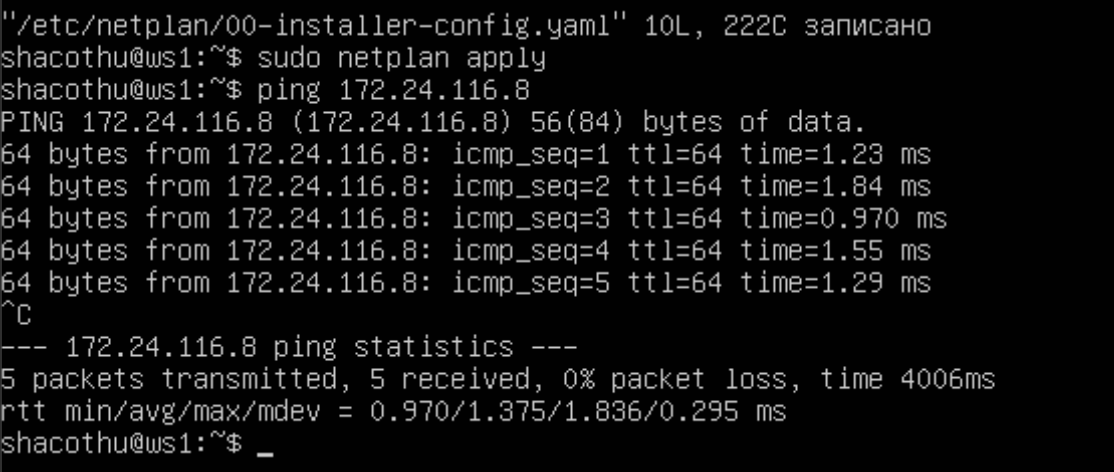 "/etc/netplan/00-installer-config.yaml" 10L, 222C записано
shacothu@ws1:~$ sudo netplan apply
shacothu@ws1:~$ ping 172.24.116.8
PING 172.24.116.8 (172.24.116.8) 56(84) bytes of data.
64 bytes from 172.24.116.8: icmp_seq=1 ttl=64 time=1.23 ms
64 bytes from 172.24.116.8: icmp_seq=2 ttl=64 time=1.84 ms
64 bytes from 172.24.116.8: icmp_seq=3 ttl=64 time=0.970 ms
64 bytes from 172.24.116.8: icmp_seq=4 ttl=64 time=1.55 ms
64 bytes from 172.24.116.8: icmp_seq=5 ttl=64 time=1.29 ms
^C
--- 172.24.116.8 ping statistics ---
5 packets transmitted, 5 received, 0% packet loss, time 4006ms
rtt min/avg/max/mdev = 0.970/1.375/1.836/0.295 ms
shacothu@ws1:~$ _